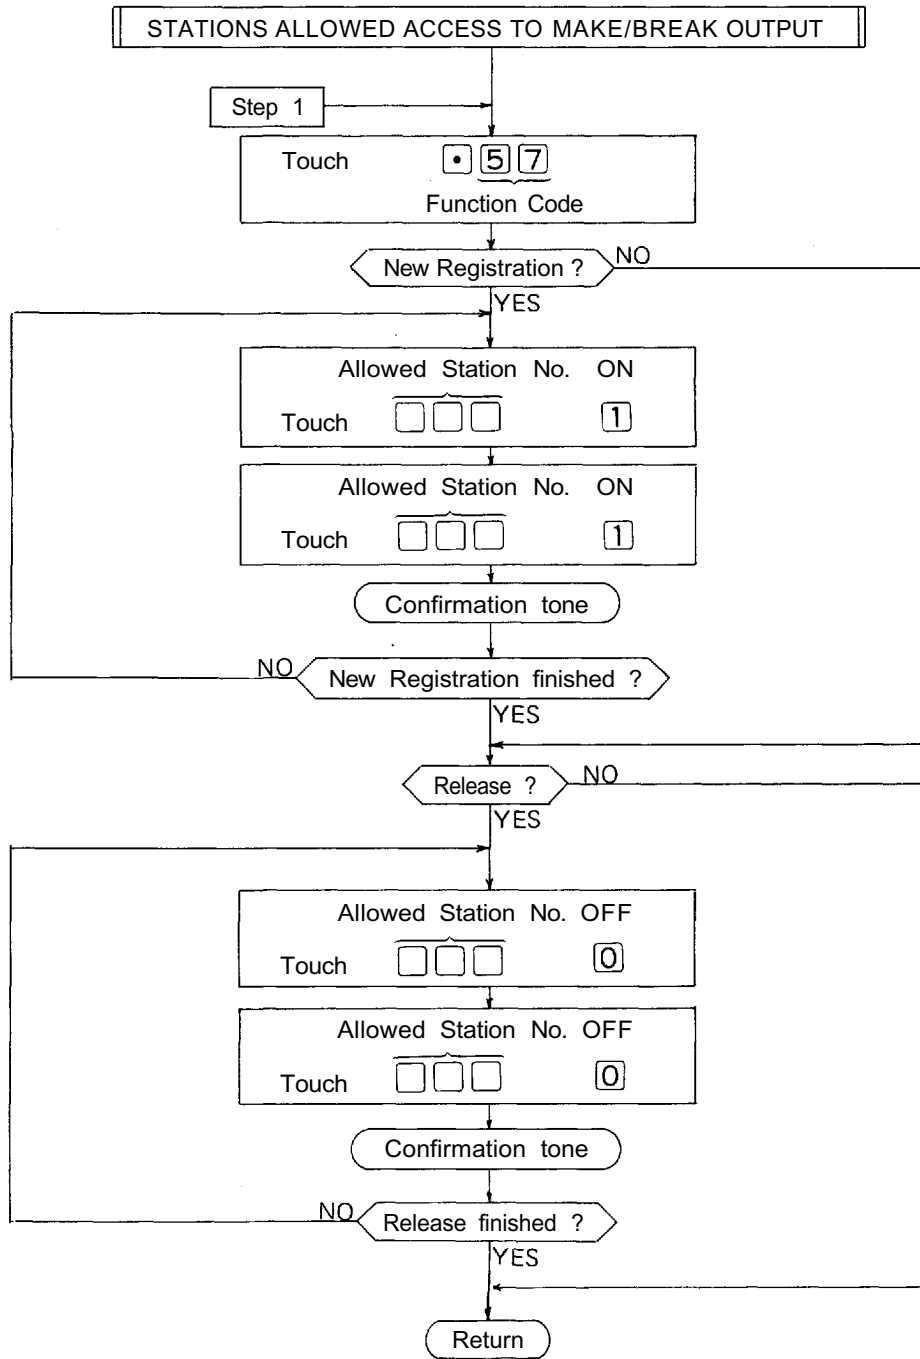 STATIONS ALLOWED ACCESS TO MAKE/BREAK OUTPUT
Step 1
Touch • 5 7
Function Code
New Registration ? NO
YES
Allowed Station No. ON
Touch 1
Allowed Station No. ON
Touch 1
Confirmation tone
NO New Registration finished ?
YES
Release ? NO
YES
Allowed Station No. OFF
Touch 0
Allowed Station No. OFF
Touch 0
Confirmation tone
NO Release finished ?
YES
Return